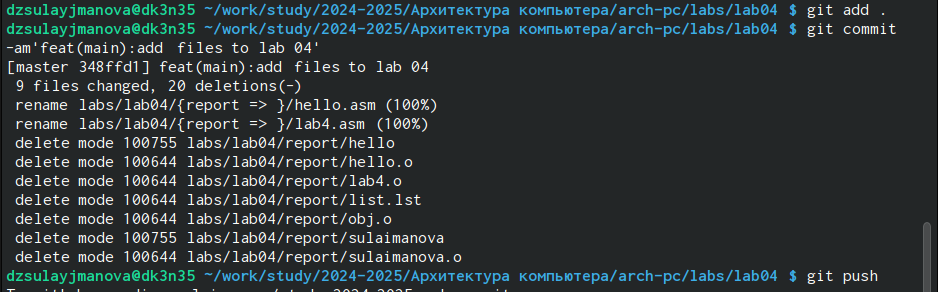 dzsulayjmanova@dk3n35 ~/work/study/2024-2025/Архитектура компьютера/arch-pc/labs/lab04 $ git add .
dzsulayjmanova@dk3n35 ~/work/study/2024-2025/Архитектура компьютера/arch-pc/labs/lab04 $ git commit
-am'feat(main):add files to lab 04'
[master 348ffd1] feat(main):add files to lab 04
 9 files changed, 20 deletions(-)
 rename labs/lab04/{report => }/hello.asm (100%)
 rename labs/lab04/{report => }/lab4.asm (100%)
 delete mode 100755 labs/lab04/report/hello
 delete mode 100644 labs/lab04/report/hello.o
 delete mode 100644 labs/lab04/report/lab4.o
 delete mode 100644 labs/lab04/report/list.lst
 delete mode 100644 labs/lab04/report/obj.o
 delete mode 100755 labs/lab04/report/sulaimanova
 delete mode 100644 labs/lab04/report/sulaimanova.o
dzsulayjmanova@dk3n35 ~/work/study/2024-2025/Архитектура компьютера/arch-pc/labs/lab04 $ git push